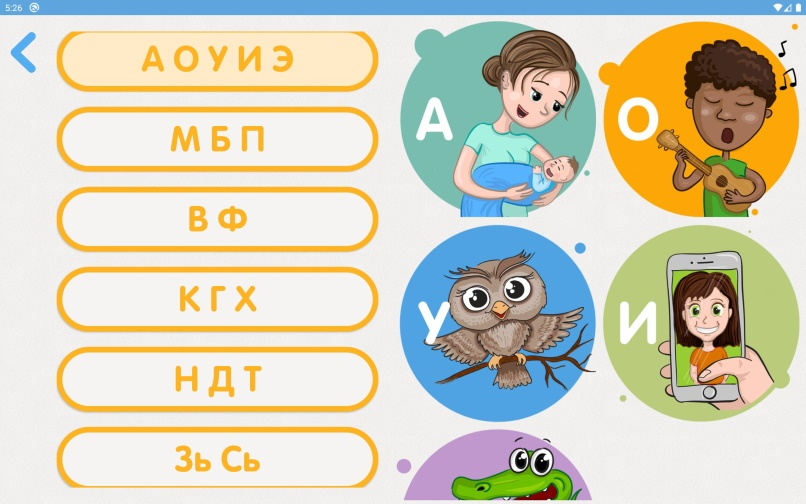 5:26
А О У И Э
М Б П
В Ф
К Г Х
Н Д Т
Зь Сь
А
О
У
И